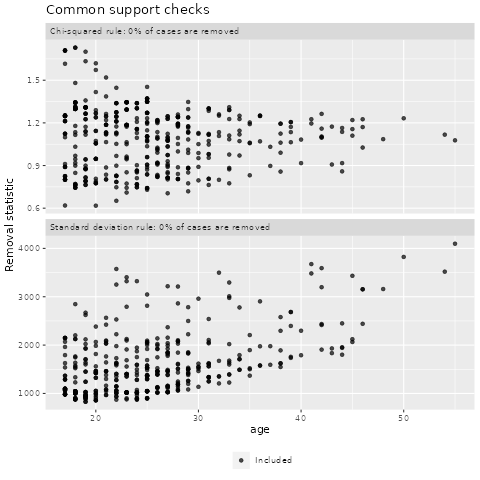 Common support checks
Chi-squared rule: 0% of cases are removed
1.5
1.2
0.9
0.6
Standard deviation rule: 0% of cases are removed
4000
3000
2000
1000
Removal statistic
20
30
40
50
age
Included